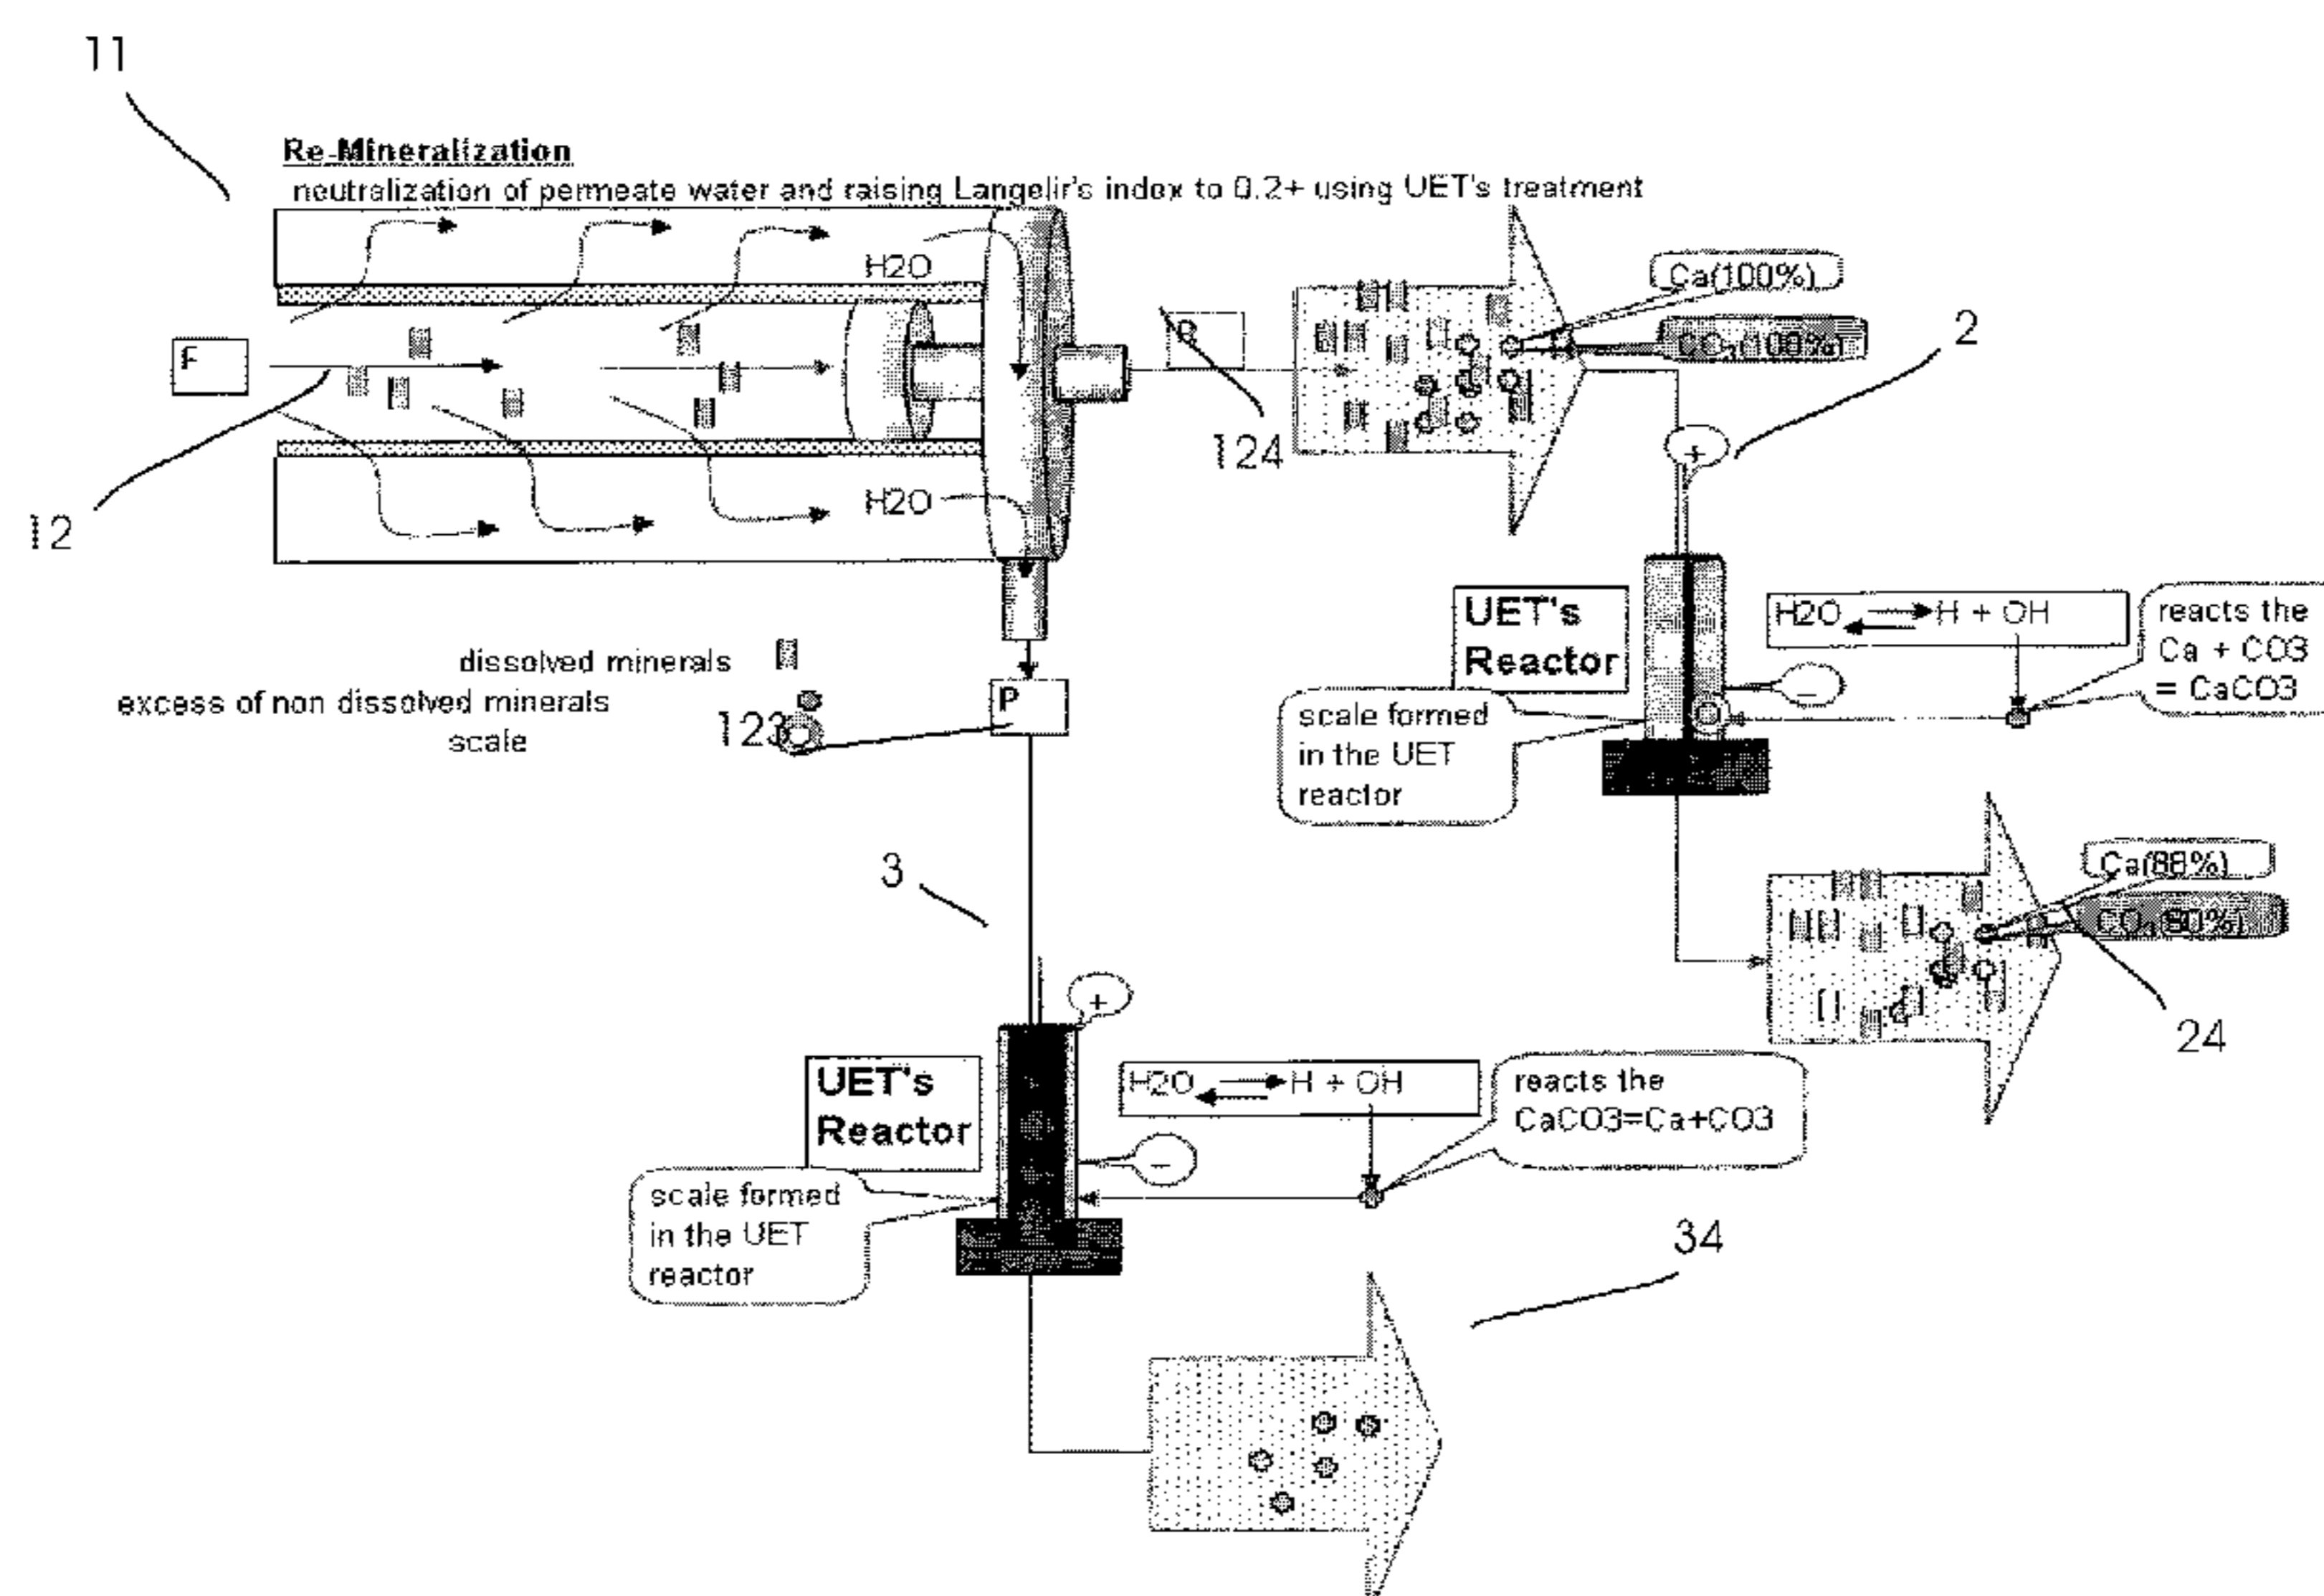 11
Re-Mineralization
neutralization of permeate water and raising Langelir's index to 0.2+ using UET's treatment
H2O
F
R
Ca(100%)
CO3(100%)
2
124
+
12
H2O
UET's
Reactor
H2O H + OH
reacts the
Ca + CO3
= CaCO3
−
dissolved minerals
excess of non dissolved minerals
scale
123
P
scale formed
in the UET
reactor
3
Ca(88%)
24
+
UET's
Reactor
H2O H + OH
reacts the
CaCO3=Ca+CO3
−
scale formed
in the UET
reactor
34